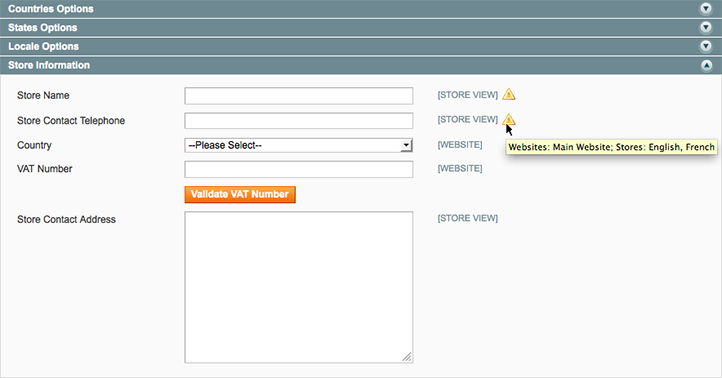 Countries Options
States Options
Locale Options
Store Information
Store Name [STORE VIEW]
Store Contact Telephone [STORE VIEW]
Country --Please Select-- [WEBSITE]
Websites: Main Website; Stores: English, French
VAT Number [WEBSITE]
Validate VAT Number
Store Contact Address [STORE VIEW]